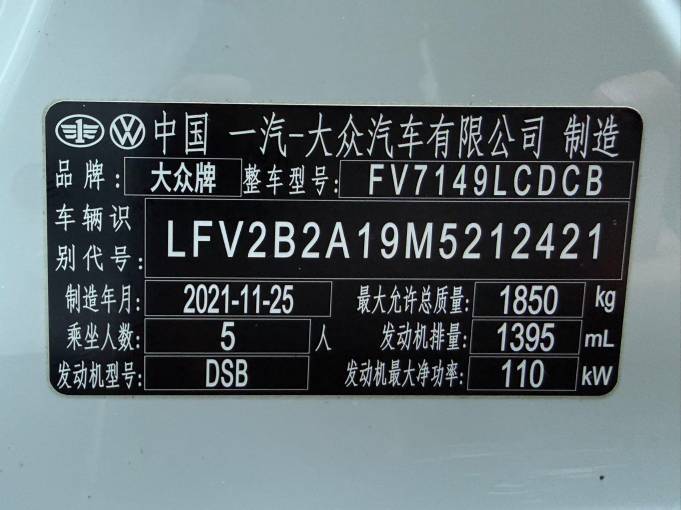 中国 一汽-大众汽车有限公司 制造
品牌: 大众牌 整车型号: FV7149LCDCB
车辆识别代号: LFV2B2A19M5212421
制造年月: 2021-11-25 最大允许总质量: 1850 kg
乘坐人数: 5 人 发动机排量: 1395 mL
发动机型号: DSB 发动机最大净功率: 110 kW